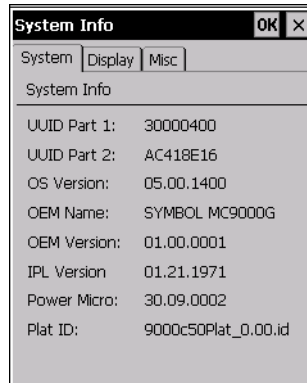 System Info OK ×
System Display Misc
System Info
UUID Part 1: 30000400
UUID Part 2: AC418E16
OS Version: 05.00.1400
OEM Name: SYMBOL MC9000G
OEM Version: 01.00.0001
IPL Version 01.21.1971
Power Micro: 30.09.0002
Plat ID: 9000c50Plat_0.00.id